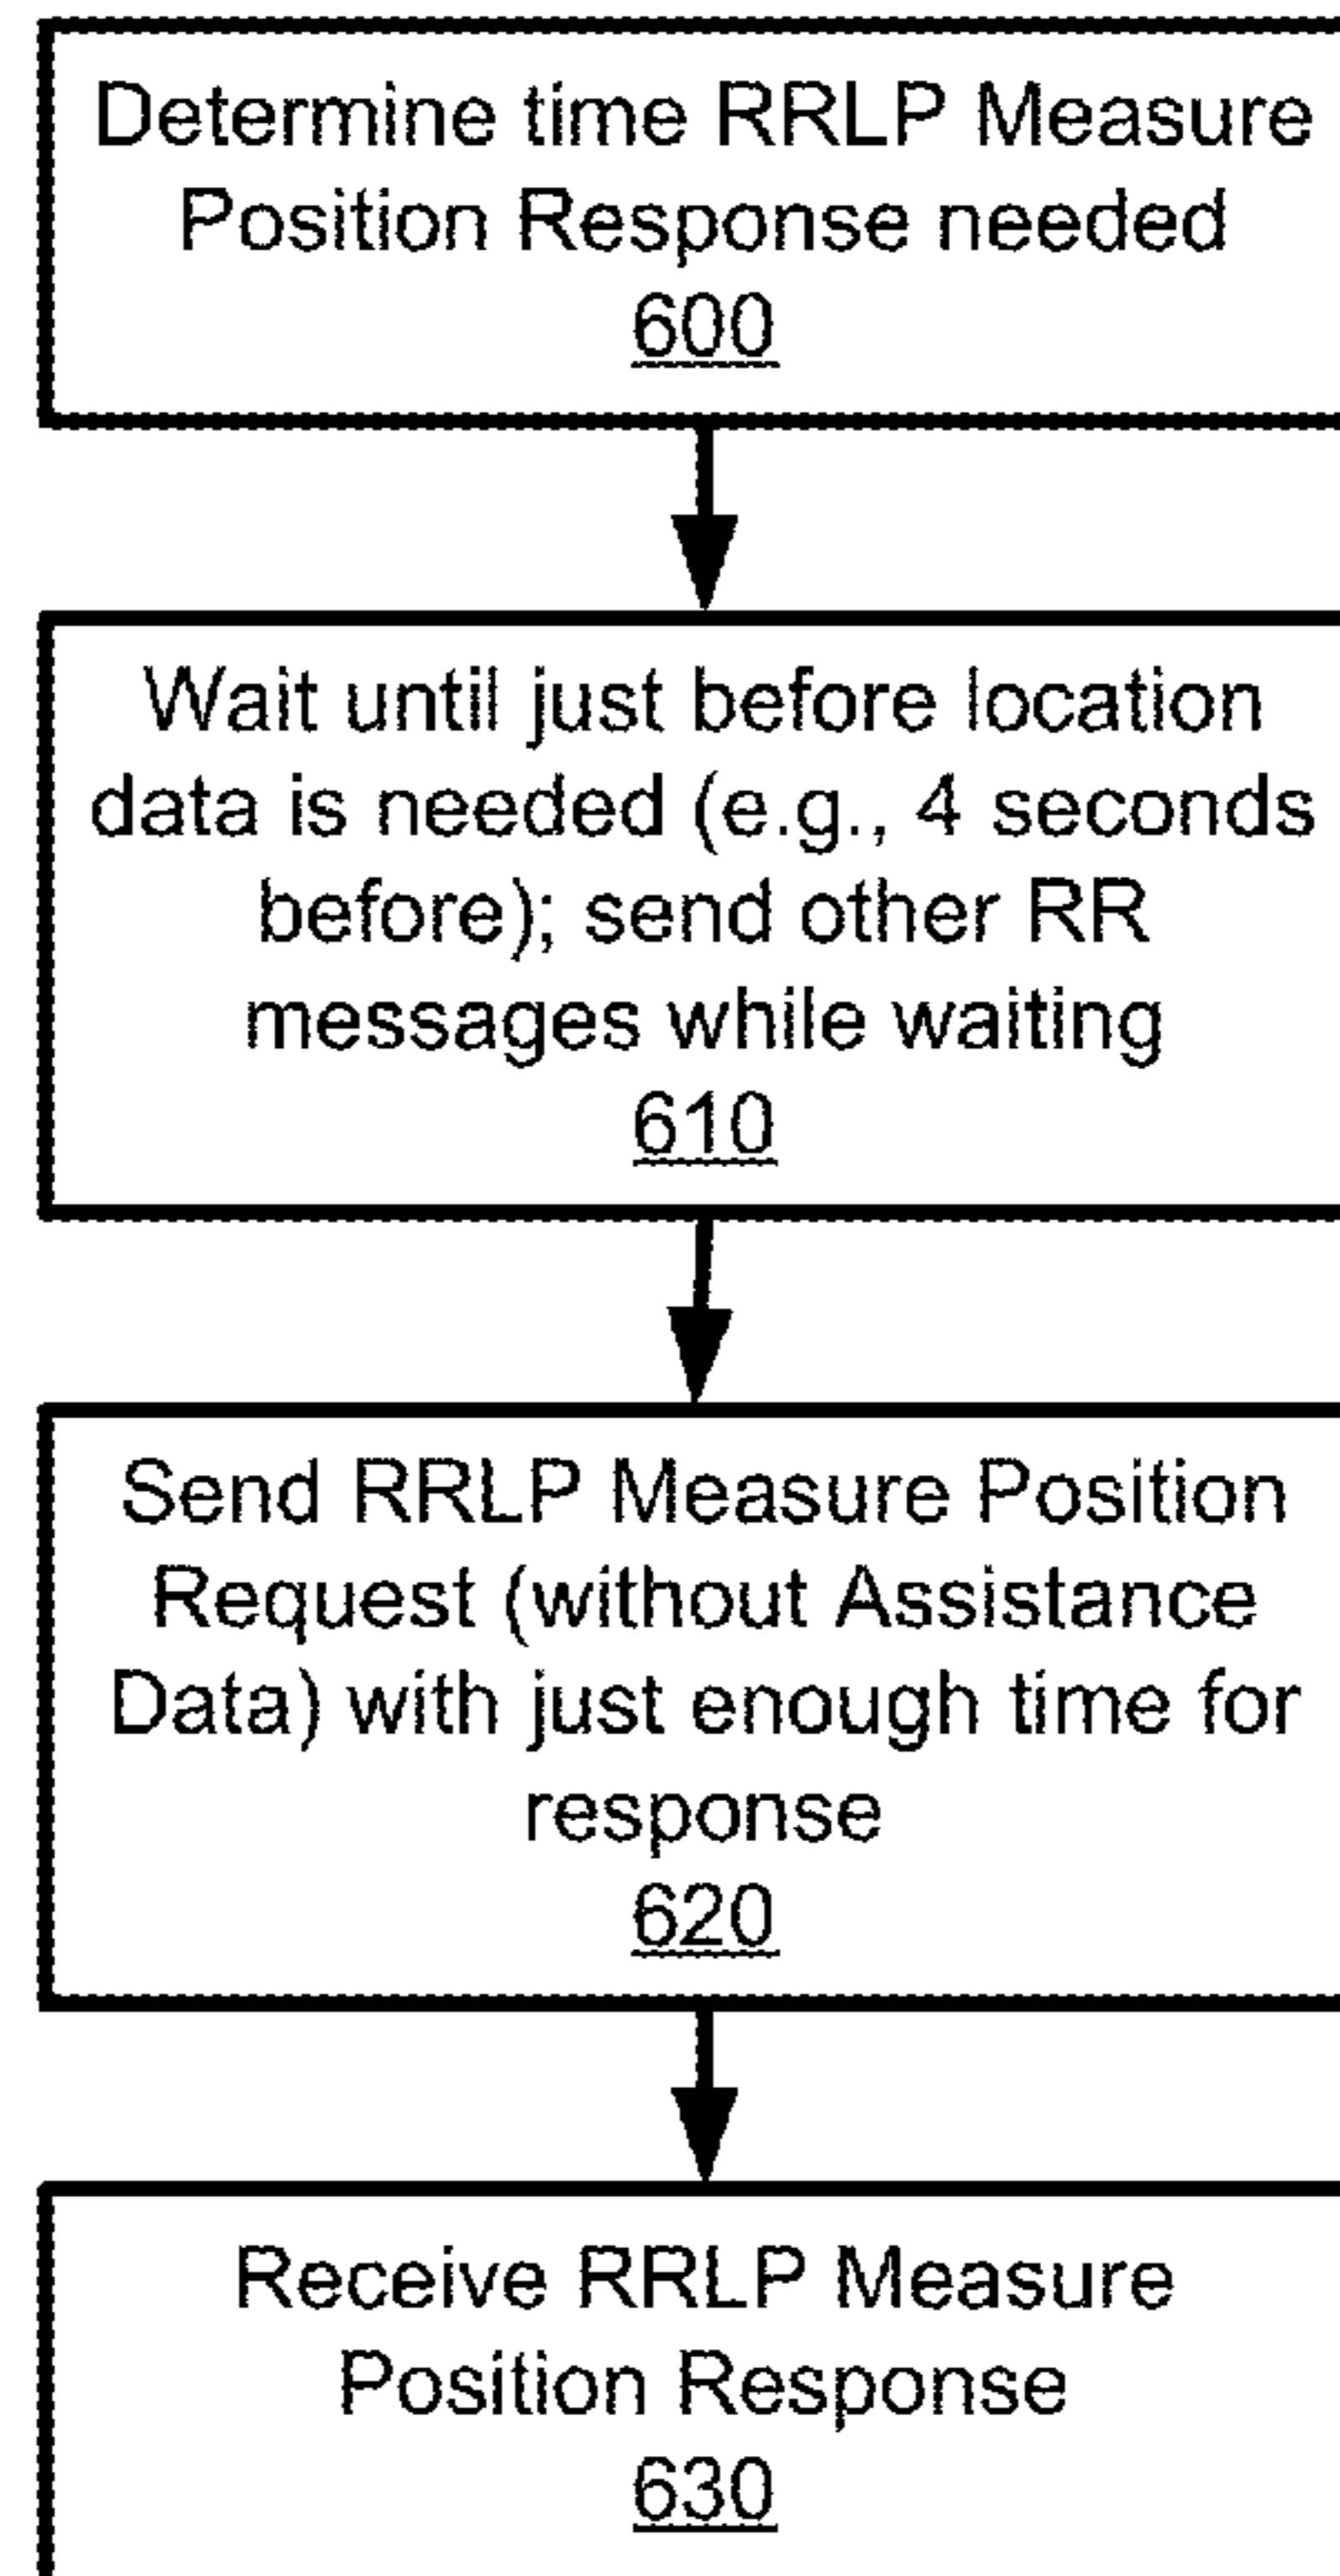 Determine time RRLP Measure
Position Response needed
600
Wait until just before location
data is needed (e.g., 4 seconds
before); send other RR
messages while waiting
610
Send RRLP Measure Position
Request (without Assistance
Data) with just enough time for
response
620
Receive RRLP Measure
Position Response
630